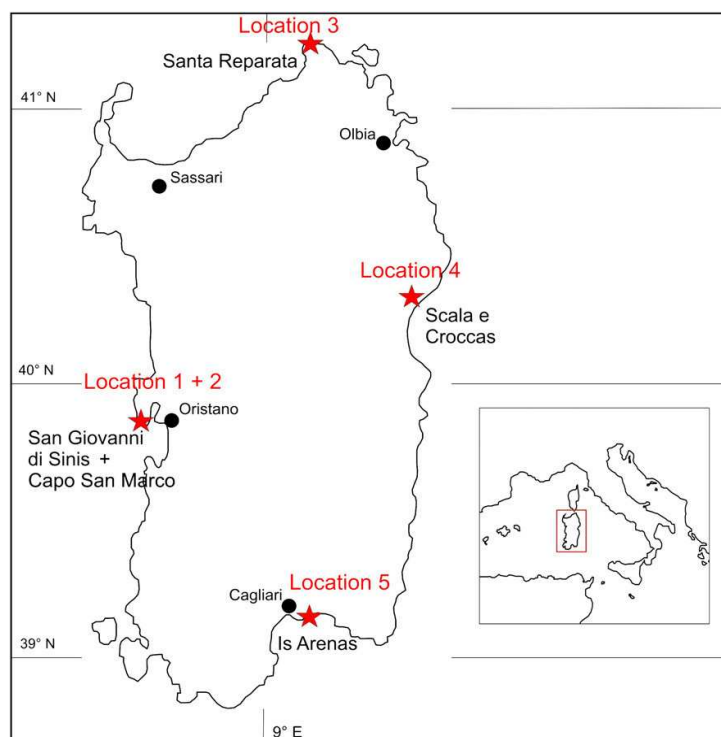 Location 3
Santa Reparata
41° N
Olbia
Sassari
Location 4
Scala e
Croccas
40° N
Location 1 + 2
Oristano
San Giovanni
di Sinis +
Capo San Marco
Location 5
Cagliari
Is Arenas
39° N
9° E